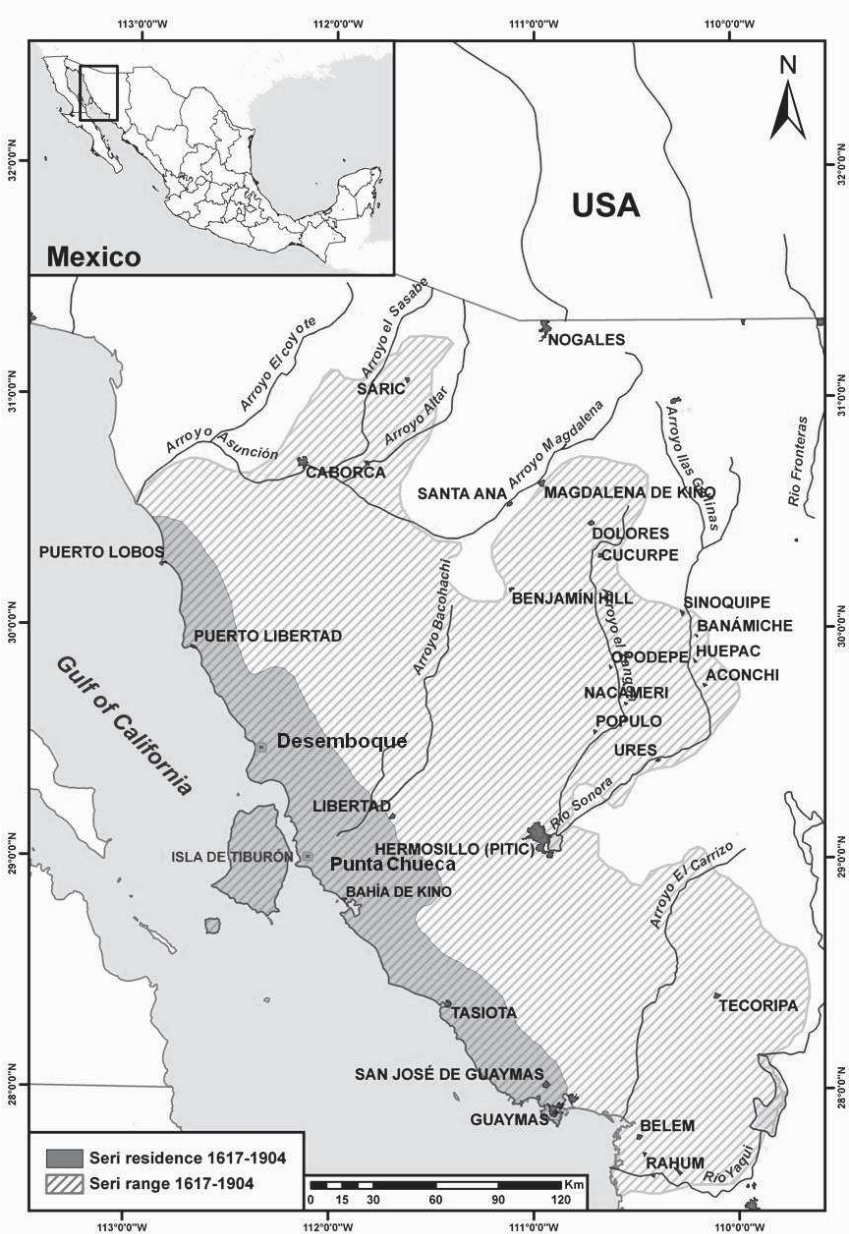 113°0'0"W 112°0'0"W 111°0'0"W 110°0'0"W
N
32°0'0"N 32°0'0"N
USA
Mexico
Arroyo el Sasabe
Arroyo El coyote
NOGALES
31°0'0"N 31°0'0"N
SARIC
Arroyo Altar
Arroyo Magdalena
Arroyo Asunción
CABORCA
SANTA ANA
MAGDALENA DE KINO
Río Fronteras
DOLORES
PUERTO LOBOS
CUCURPE
Arroyo Bacohachi
BENJAMÍN HILL
SINOQUIPE
30°0'0"N 30°0'0"N
BANÁMICHE
PUERTO LIBERTAD
HUEPAC
OPODEPE
ACONCHI
Gulf of California
NACAMERI
POPULO
Desemboque
URES
LIBERTAD
Río Sonora
HERMOSILLO (PITIC)
29°0'0"N 29°0'0"N
ISLA DE TIBURÓN
Punta Chueca
Arroyo El Carrizo
BAHÍA DE KINO
TECORIPA
TASIOTA
SAN JOSÉ DE GUAYMAS
28°0'0"N 28°0'0"N
GUAYMAS
BELEM
RAHUM
Río Yaqui
Seri residence 1617-1904
Seri range 1617-1904
Km
0 15 30 60 90 120
113°0'0"W 112°0'0"W 111°0'0"W 110°0'0"W